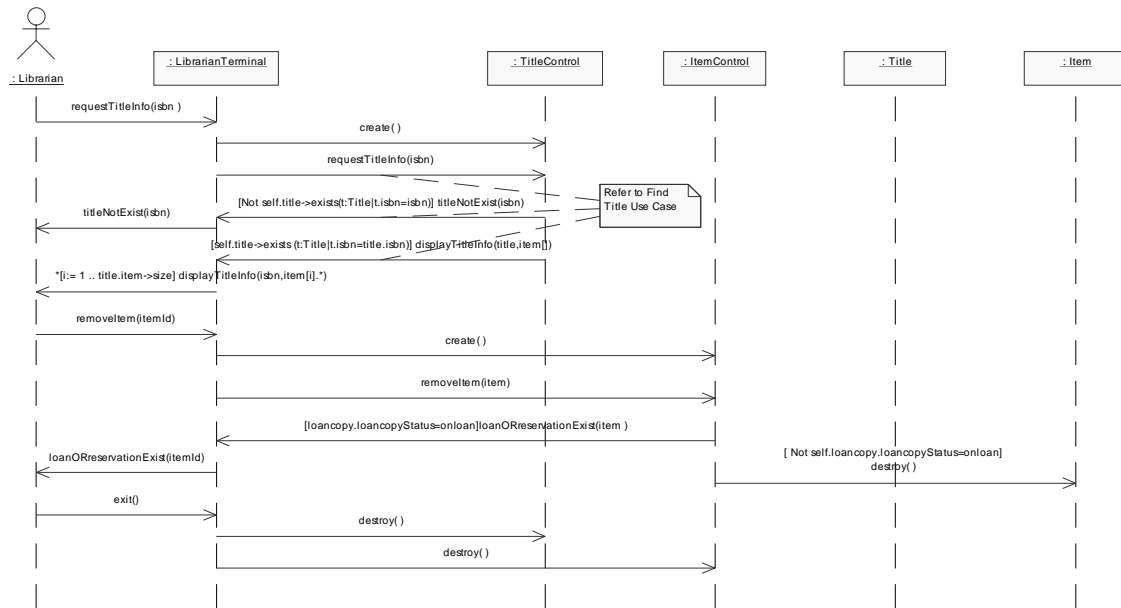 : Librarian
: LibrarianTerminal
: TitleControl
: ItemControl
: Title
: Item
requestTitleInfo(isbn )
create( )
requestTitleInfo(isbn)
Refer to Find
Title Use Case
[Not self.title->exists(t:Title|t.isbn=isbn)] titleNotExist(isbn)
titleNotExist(isbn)
[self.title->exists (t:Title|t.isbn=title.isbn)] displayTitleInfo(title,item[*])
*[i:= 1 .. title.item->size] displayTitleInfo(isbn,item[i].*)
removeItem(itemId)
create( )
removeItem(item)
[loancopy.loancopyStatus=onloan]loanORreservationExist(item )
[ Not self.loancopy.loancopyStatus=onloan]
destroy( )
loanORreservationExist(itemId)
exit()
destroy( )
destroy( )